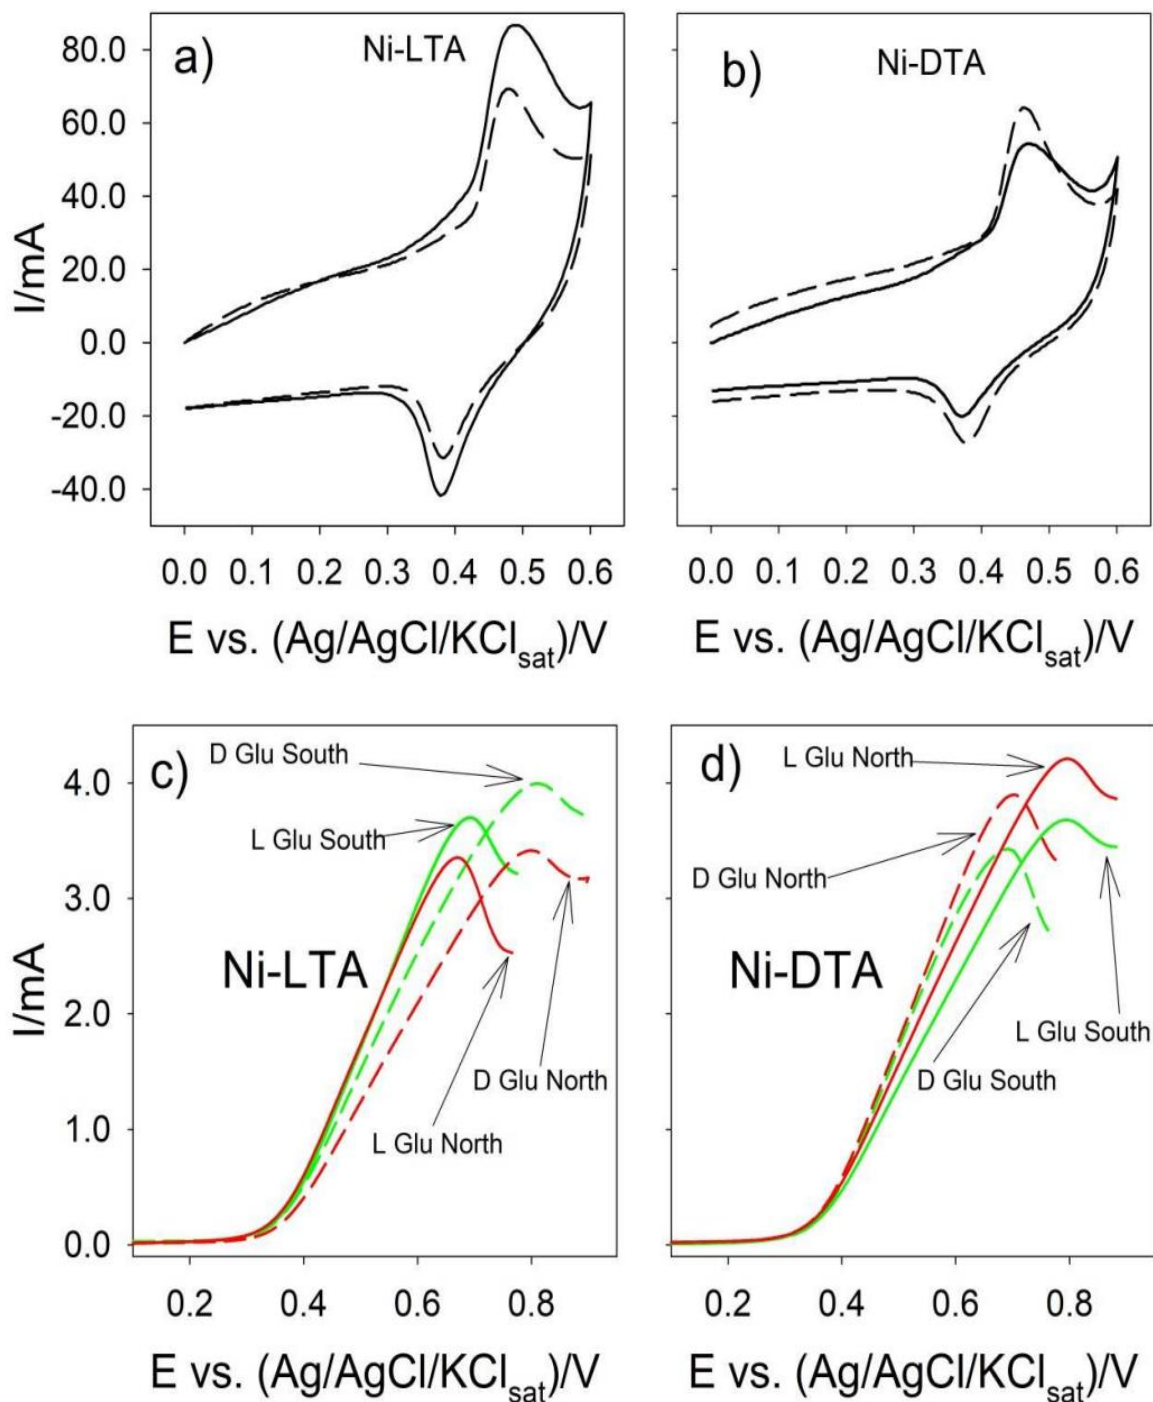 a)
Ni-LTA
80.0
60.0
40.0
20.0
0.0
-20.0
-40.0
I/mA
0.0 0.1 0.2 0.3 0.4 0.5 0.6
E vs. (Ag/AgCl/KCl_sat)/V
b)
Ni-DTA
0.0 0.1 0.2 0.3 0.4 0.5 0.6
E vs. (Ag/AgCl/KCl_sat)/V
c)
D Glu South
L Glu South
Ni-LTA
D Glu North
L Glu North
4.0
3.0
2.0
1.0
0.0
I/mA
0.2 0.4 0.6 0.8
E vs. (Ag/AgCl/KCl_sat)/V
d)
L Glu North
D Glu North
Ni-DTA
L Glu South
D Glu South
0.2 0.4 0.6 0.8
E vs. (Ag/AgCl/KCl_sat)/V